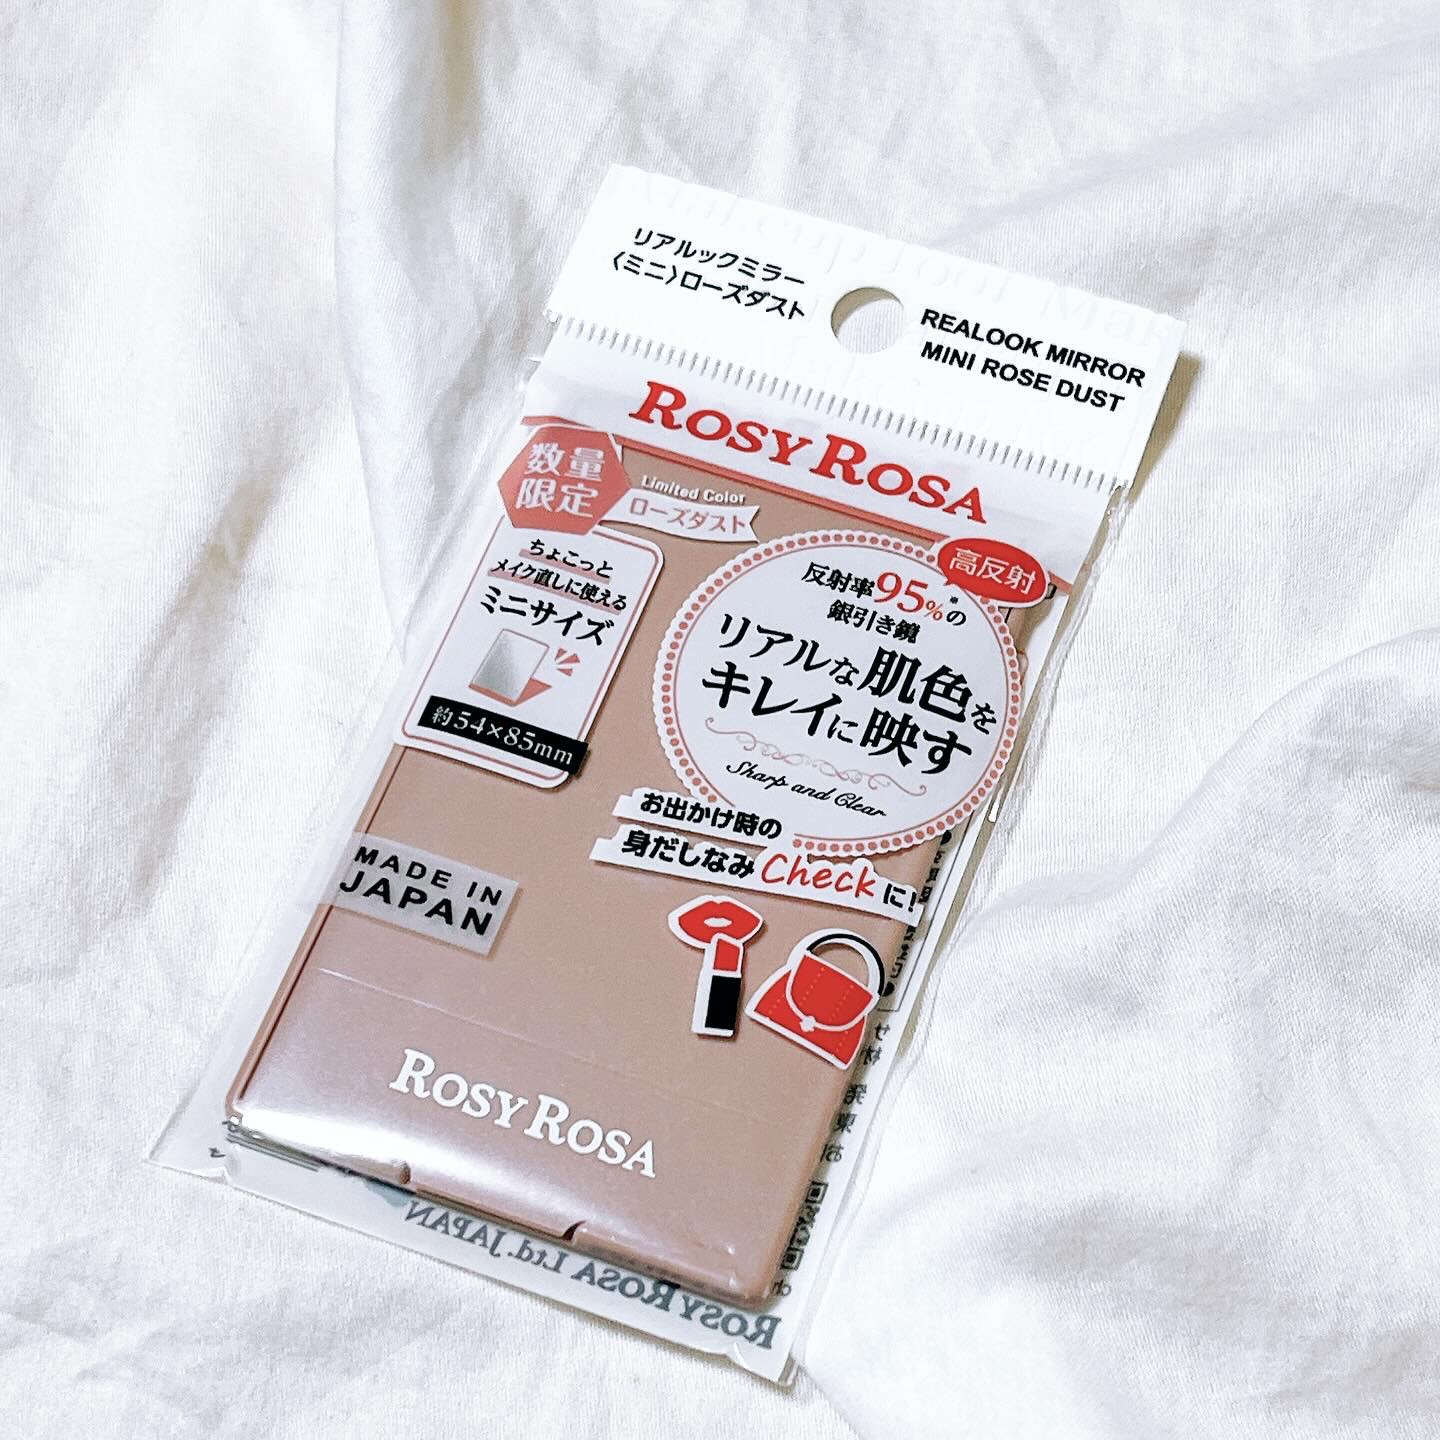 リアルックミラー
〈ミニ〉ローズダスト
REALOOK MIRROR
MINI ROSE DUST
ROSY ROSA
数量
限定
Limited Color
ローズダスト
ちょこっと
メイク直しに使える
ミニサイズ
約54×85mm
高反射
反射率95%*の
銀引き鏡
リアルな肌色を
キレイに映す
Sharp and Clear
お出かけ時の
身だしなみCheckに!
MADE IN
JAPAN
ROSY ROSA
ROSYROSA Ltd. JAPAN